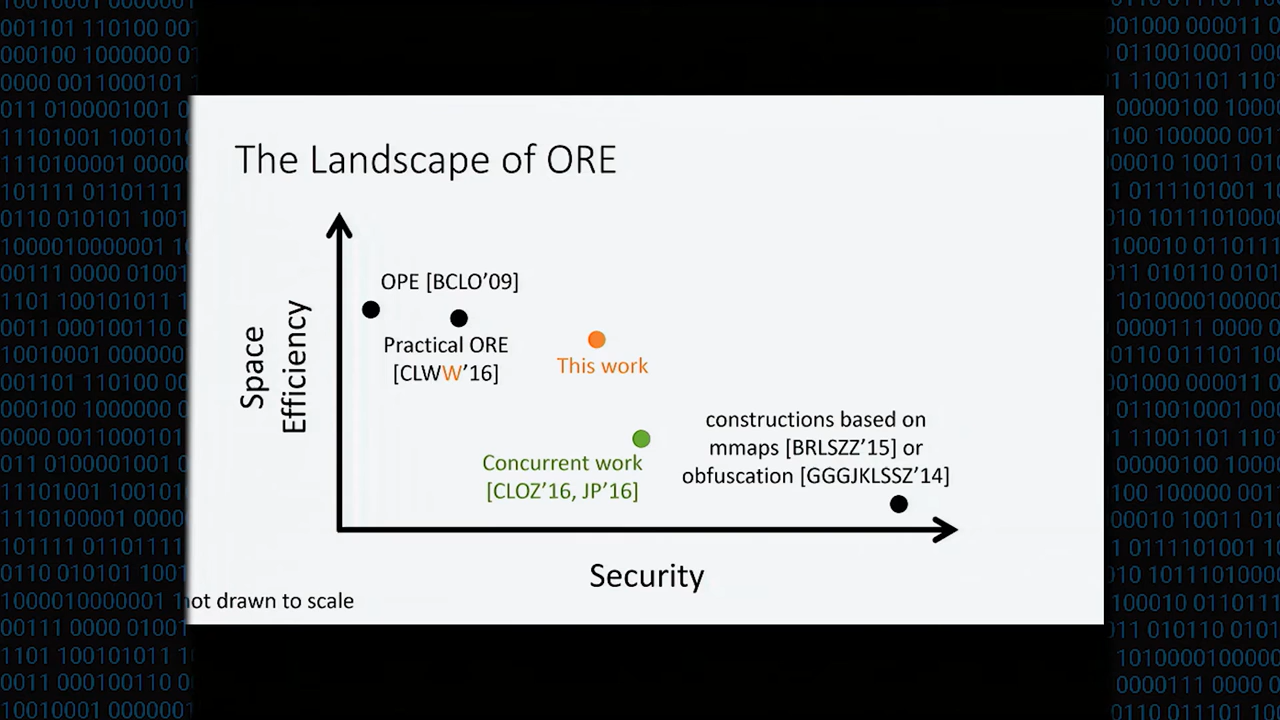 The Landscape of ORE
OPE [BCLO'09]
Practical ORE
[CLWW'16]
This work
Space
Efficiency
constructions based on
mmaps [BRLSZZ'15] or
obfuscation [GGGJKLSSZ'14]
Concurrent work
[CLOZ'16, JP'16]
Security
drawn to scale